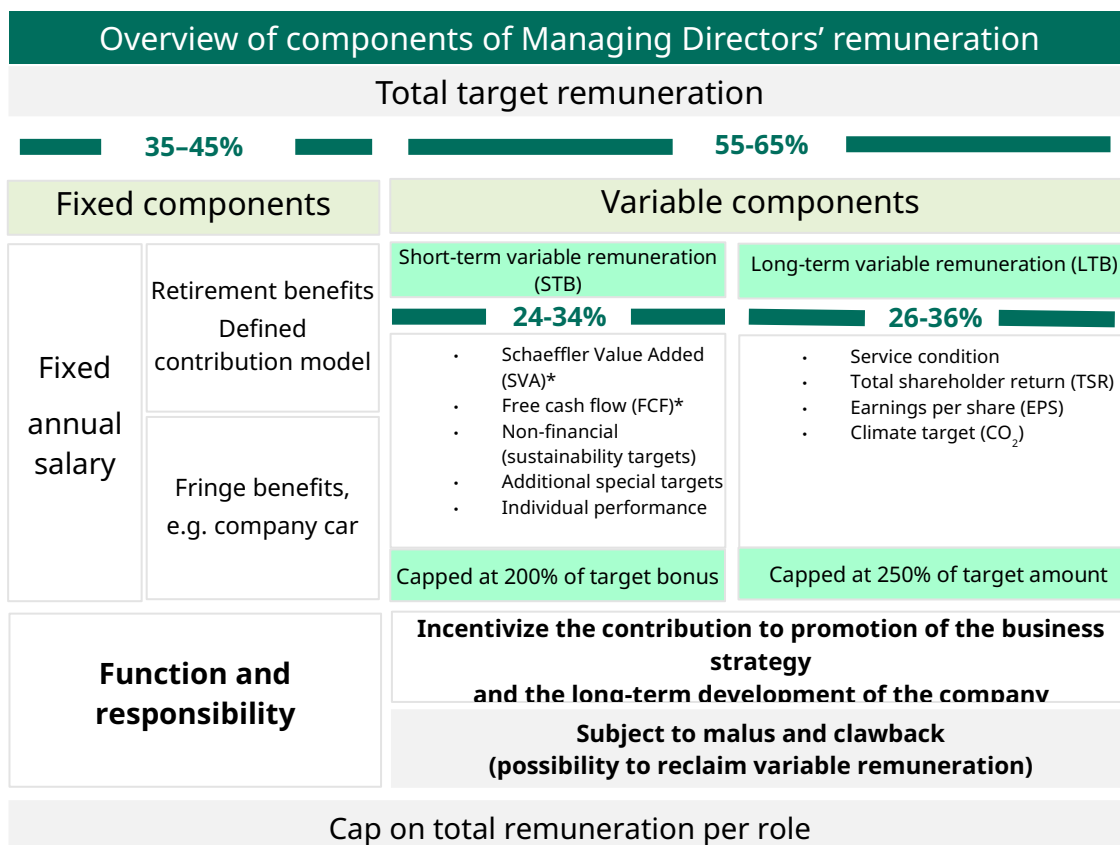 Overview of components of Managing Directors’ remuneration
Total target remuneration
35–45%
55-65%
Fixed components
Variable components
Fixed
annual
salary
Retirement benefits
Defined
contribution model
Fringe benefits,
e.g. company car
Short-term variable remuneration
(STB)
24-34%
• Schaeffler Value Added
(SVA)*
• Free cash flow (FCF)*
• Non-financial
(sustainability targets)
• Additional special targets
• Individual performance
Capped at 200% of target bonus
Long-term variable remuneration (LTB)
26-36%
• Service condition
• Total shareholder return (TSR)
• Earnings per share (EPS)
• Climate target (CO₂)
Capped at 250% of target amount
Function and
responsibility
Incentivize the contribution to promotion of the business
strategy
and the long-term development of the company
Subject to malus and clawback
(possibility to reclaim variable remuneration)
Cap on total remuneration per role